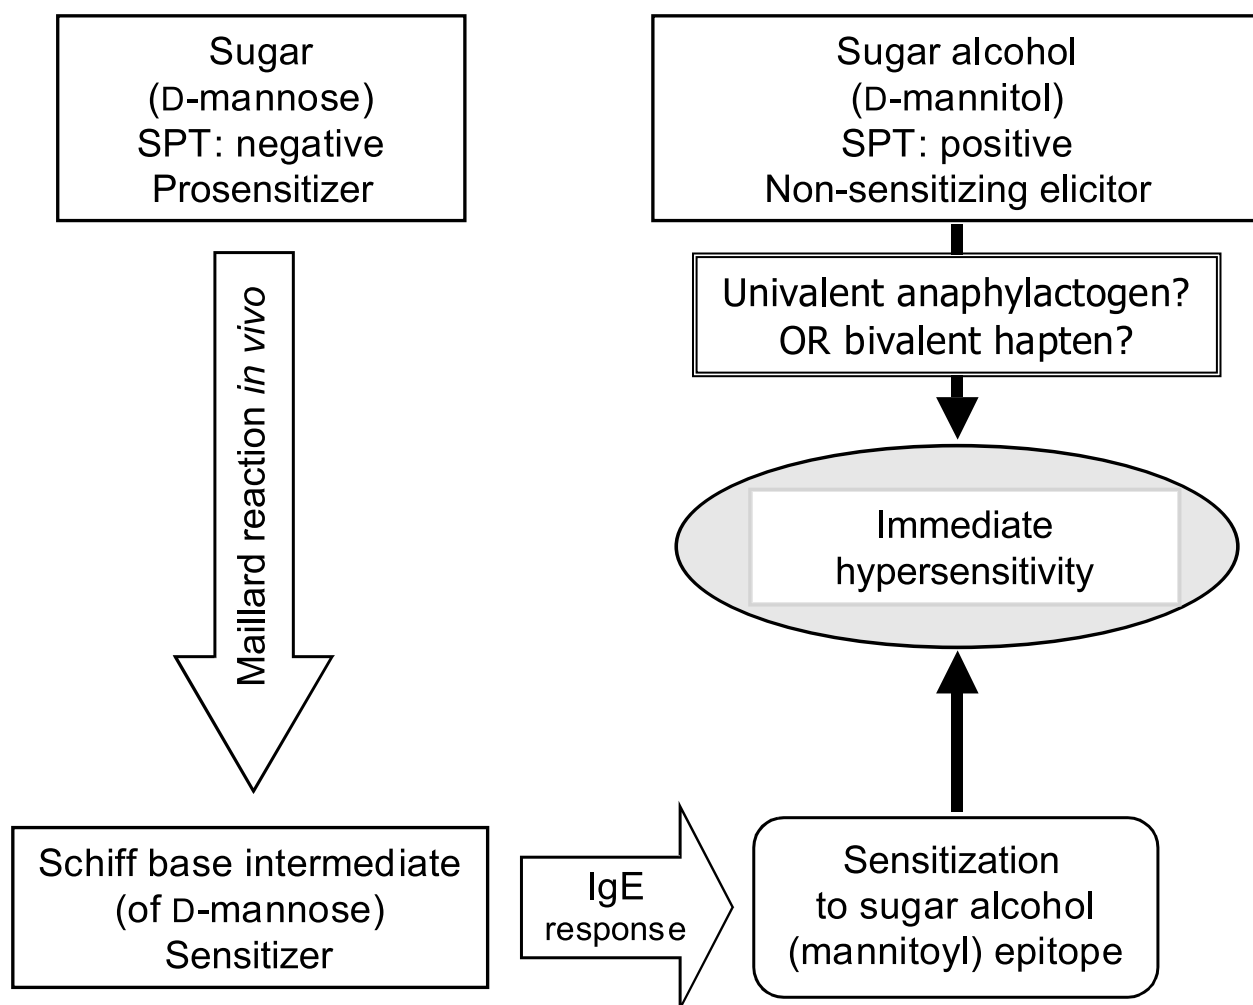 Sugar
(D-mannose)
SPT: negative
Prosensitizer
Sugar alcohol
(D-mannitol)
SPT: positive
Non-sensitizing elicitor
Univalent anaphylactogen?
OR bivalent hapten?
Maillard reaction in vivo
Immediate
hypersensitivity
Schiff base intermediate
(of D-mannose)
Sensitizer
IgE
response
Sensitization
to sugar alcohol
(mannitoyl) epitope